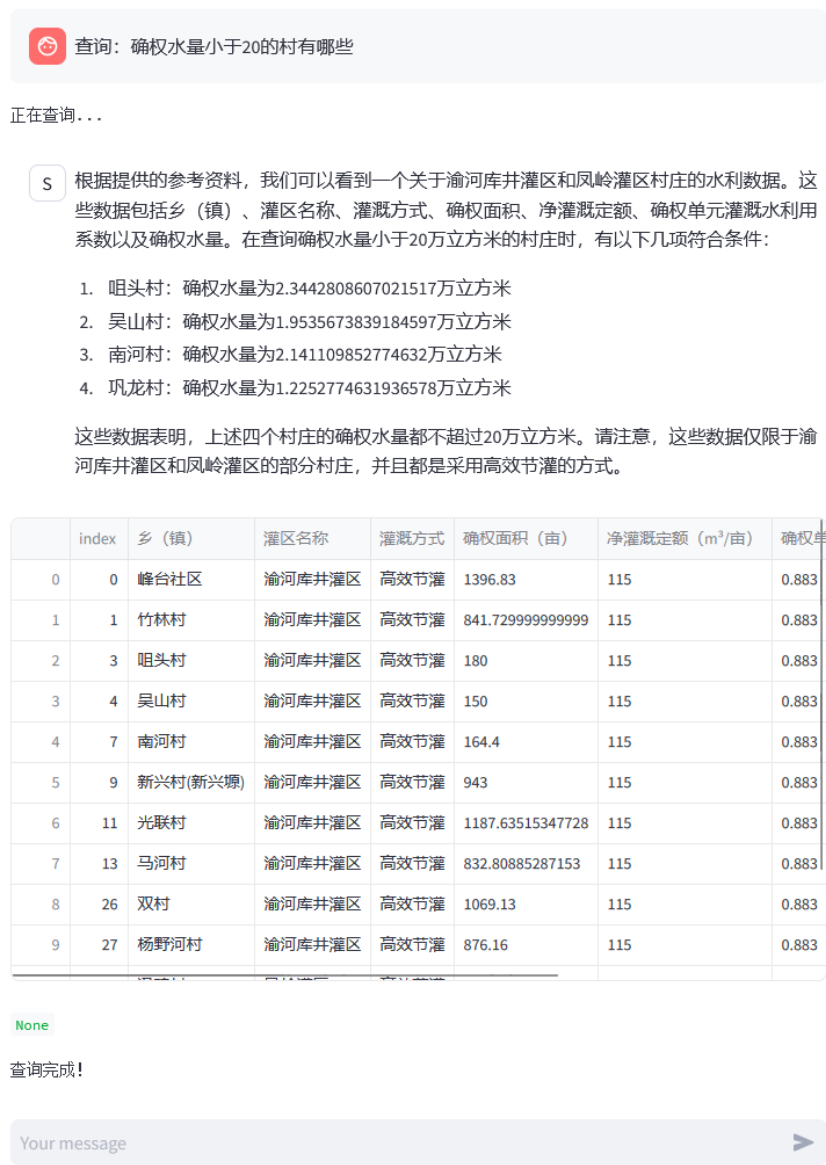 查询：确权水量小于20的村有哪些
正在查询...
S
根据提供的参考资料，我们可以看到一个关于渝河库井灌区和凤岭灌区村庄的水利数据。这
些数据包括乡（镇）、灌区名称、灌溉方式、确权面积、净灌溉定额、确权单元灌溉水利用
系数以及确权水量。在查询确权水量小于20万立方米的村庄时，有以下几项符合条件：
1. 咀头村：确权水量为2.3442808607021517万立方米
2. 吴山村：确权水量为1.9535673839184597万立方米
3. 南河村：确权水量为2.141109852774632万立方米
4. 巩龙村：确权水量为1.2252774631936578万立方米
这些数据表明，上述四个村庄的确权水量都不超过20万立方米。请注意，这些数据仅限于渝
河库井灌区和凤岭灌区的部分村庄，并且都是采用高效节灌的方式。
index 乡（镇） 灌区名称 灌溉方式 确权面积（亩） 净灌溉定额（m³/亩） 确权单
0 0 峰台社区 渝河库井灌区 高效节灌 1396.83 115 0.883
1 1 竹林村 渝河库井灌区 高效节灌 841.729999999999 115 0.883
2 3 咀头村 渝河库井灌区 高效节灌 180 115 0.883
3 4 吴山村 渝河库井灌区 高效节灌 150 115 0.883
4 7 南河村 渝河库井灌区 高效节灌 164.4 115 0.883
5 9 新兴村(新兴塬) 渝河库井灌区 高效节灌 943 115 0.883
6 11 光联村 渝河库井灌区 高效节灌 1187.63515347728 115 0.883
7 13 马河村 渝河库井灌区 高效节灌 832.80885287153 115 0.883
8 26 双村 渝河库井灌区 高效节灌 1069.13 115 0.883
9 27 杨野河村 渝河库井灌区 高效节灌 876.16 115 0.883
None
查询完成!
Your message